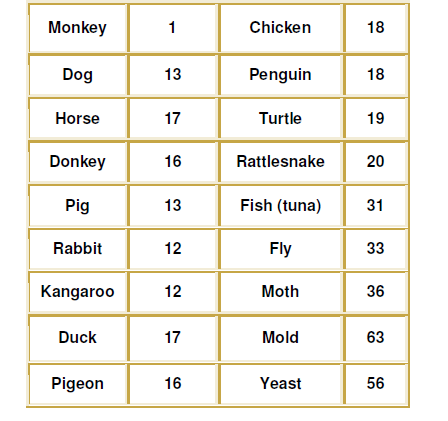 Monkey 1 Chicken 18
Dog 13 Penguin 18
Horse 17 Turtle 19
Donkey 16 Rattlesnake 20
Pig 13 Fish (tuna) 31
Rabbit 12 Fly 33
Kangaroo 12 Moth 36
Duck 17 Mold 63
Pigeon 16 Yeast 56